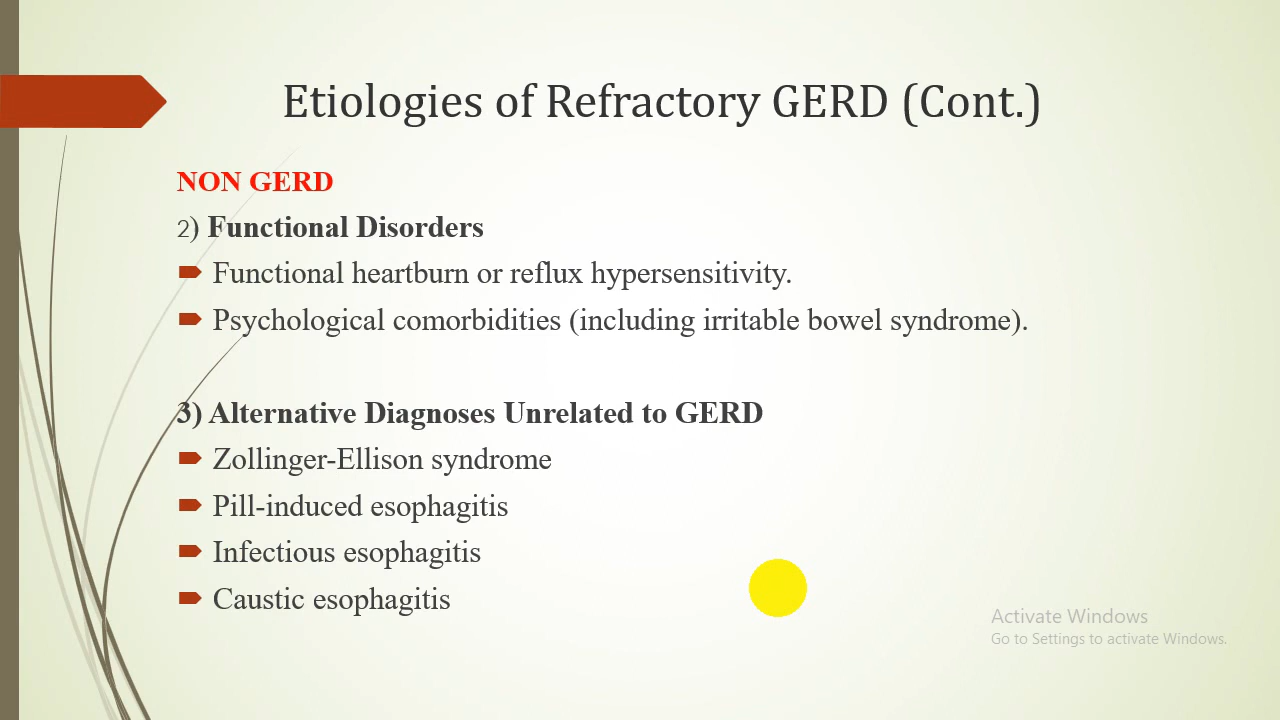 Etiologies of Refractory GERD (Cont.)
NON GERD
2) Functional Disorders
Functional heartburn or reflux hypersensitivity.
Psychological comorbidities (including irritable bowel syndrome).
3) Alternative Diagnoses Unrelated to GERD
Zollinger-Ellison syndrome
Pill-induced esophagitis
Infectious esophagitis
Caustic esophagitis
Activate Windows
Go to Settings to activate Windows.